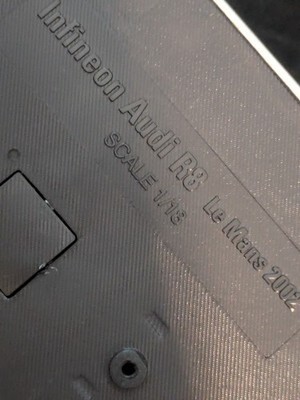 Infineon Audi R8 Le Mans 2002
SCALE 1/18